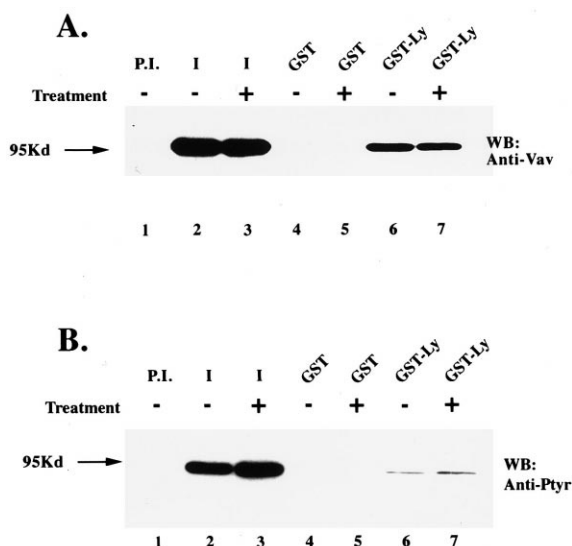 A.
P.I. I I GST GST GST-Ly GST-Ly
Treatment - - + - + - +
95Kd
WB:
Anti-Vav
1 2 3 4 5 6 7
B.
P.I. I I GST GST GST-Ly GST-Ly
Treatment - - + - + - +
95Kd
WB:
Anti-Ptyr
1 2 3 4 5 6 7